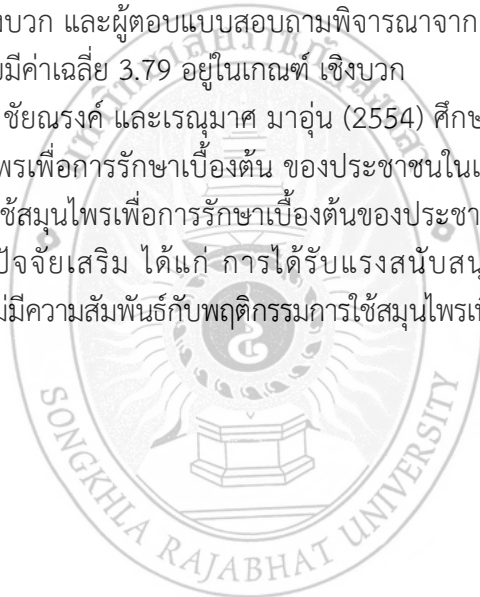 งบวก และผู้ตอบแบบสอบถามพิจารณาจาก
มีค่าเฉลี่ย 3.79 อยู่ในเกณฑ์ เชิงบวก
ชัยณรงค์ และเรณุมาศ มาอุ่น (2554) ศึกษ
ไพรเพื่อการรักษาเบื้องต้น ของประชาชนในเ
ใช้สมุนไพรเพื่อการรักษาเบื้องต้นของประชา
ปัจจัยเสริม ได้แก่ การได้รับแรงสนับสนุ
ม่มีความสัมพันธ์กับพฤติกรรมการใช้สมุนไพรเพื
SONGKHLA RAJABHAT UNIVERSITY